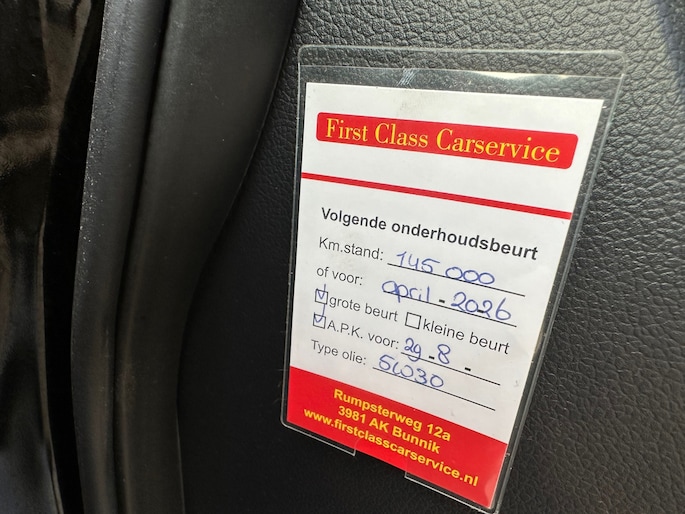 First Class Carservice
Volgende onderhoudsbeurt
Km.stand: 145 000
of voor: april - 2026
grote beurt kleine beurt
A.P.K. voor: 29 - 8 -
Type olie: 5W30
Rumpsterweg 12a
3981 AK Bunnik
www.firstclasscarservice.nl